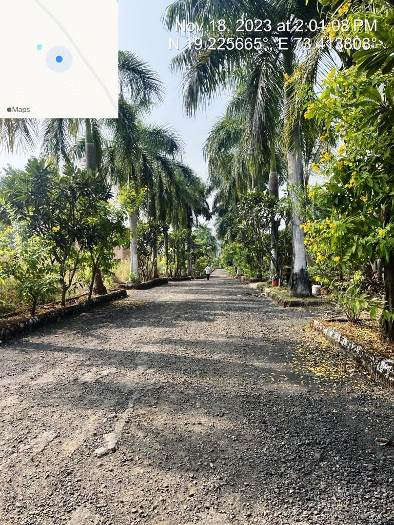 Nov 18, 2023 at 2:01:08 PM
N 19.225665°, E 73.413808°
Maps